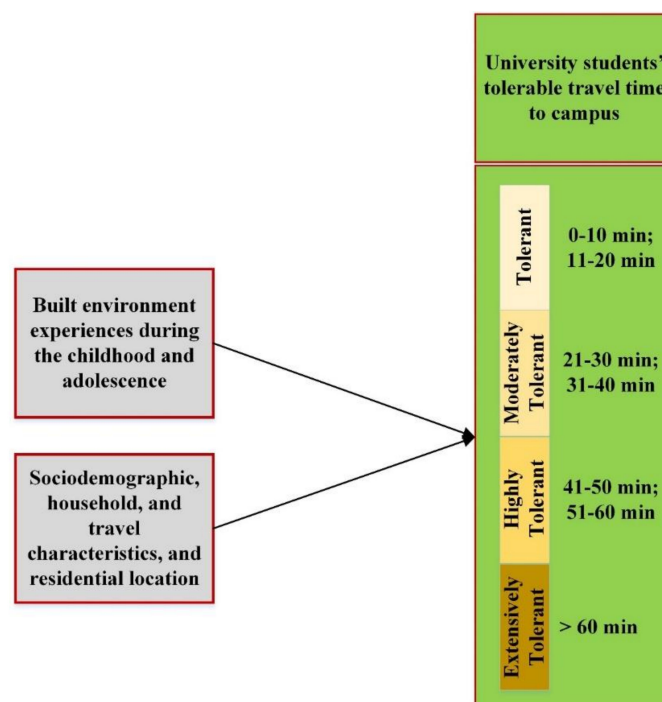 University students’
tolerable travel time
to campus
Built environment
experiences during
the childhood and
adolescence
Sociodemographic,
household, and
travel
characteristics, and
residential location
Tolerant
0-10 min;
11-20 min
Moderately
Tolerant
21-30 min;
31-40 min
Highly
Tolerant
41-50 min;
51-60 min
Extensively
Tolerant
> 60 min